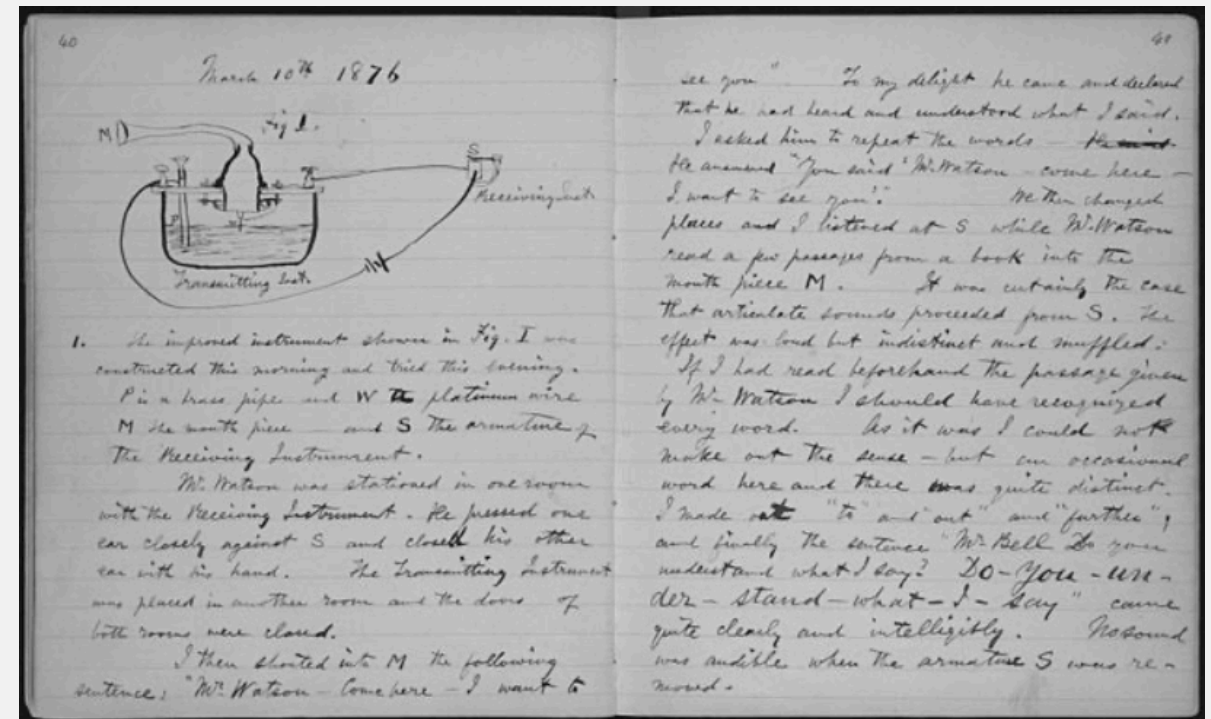 40
March 10th 1876
Fig I.
M
S
Receiving Inst.
P
W
Transmitting Inst.
1. The improved instrument shown in Fig. I was
constructed this morning and tried this evening.
P is a brass pipe and W the platinum wire
M the mouth piece and S the armature of
the Receiving Instrument.
Mr. Watson was stationed in one room
with the Receiving Instrument. He pressed one
ear closely against S and closed his other
ear with his hand. The Transmitting Instrument
was placed in another room and the doors of
both rooms were closed.
I then shouted into M the following
sentence: "Mr. Watson – Come here – I want to
41
see you" To my delight he came and declared
that he had heard and understood what I said.
I asked him to repeat the words –
He answered "You said 'Mr. Watson – come here –
I want to see you'." We then changed
places and I listened at S while Mr. Watson
read a few passages from a book into the
mouth piece M. It was certainly the case
that articulate sounds proceeded from S. The
effect was loud but indistinct and muffled.
If I had read beforehand the passage given
by Mr. Watson I should have recognized
every word. As it was I could not
make out the sense – but an occasional
word here and there was quite distinct.
I made out "to" and "out" and "further";
and finally the sentence "Mr. Bell Do you
understand what I say? Do – you – un –
der – stand – what – I – say" came
quite clearly and intelligibly. No sound
was audible when the armature S was re –
moved.